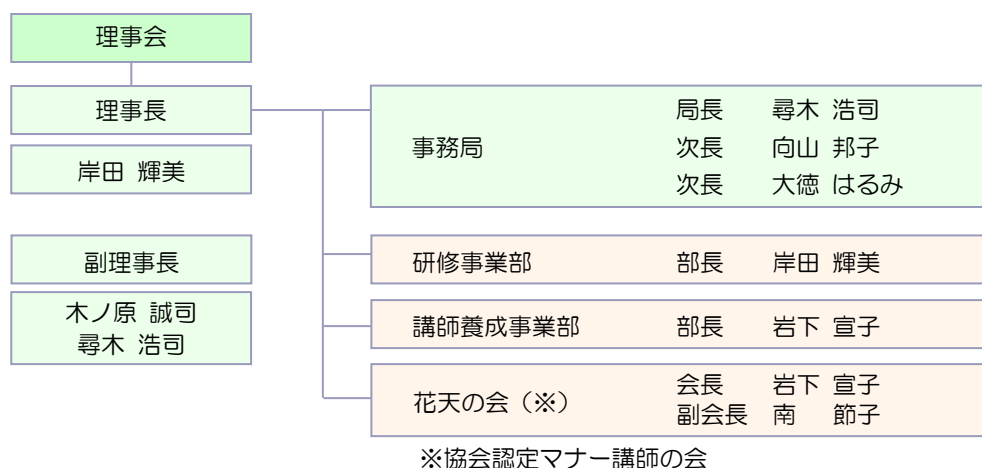 理事会
理事長
岸田 輝美
副理事長
木ノ原 誠司
尋木 浩司
事務局
局長 尋木 浩司
次長 向山 邦子
次長 大徳 はるみ
研修事業部 部長 岸田 輝美
講師養成事業部 部長 岩下 宣子
花天の会（※）
会長 岩下 宣子
副会長 南 節子
※協会認定マナー講師の会